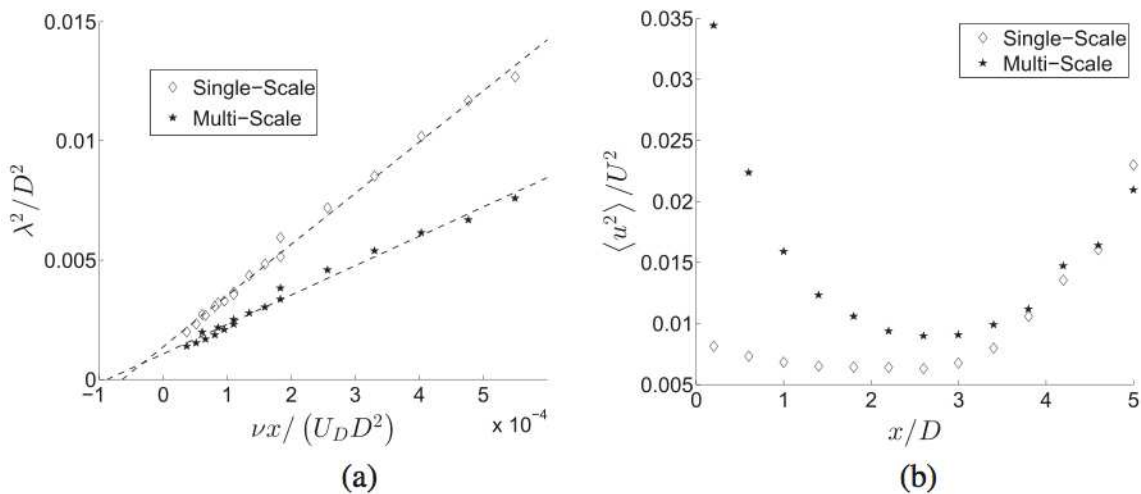 0.015
0.01
0.005
0
λ²/D²
Single−Scale
Multi−Scale
−1 0 1 2 3 4 5
x 10⁻⁴
νx/(U_D D²)
(a)
0.035
0.03
0.025
0.02
0.015
0.01
0.005
⟨u²⟩/U²
Single−Scale
Multi−Scale
0 1 2 3 4 5
x/D
(b)